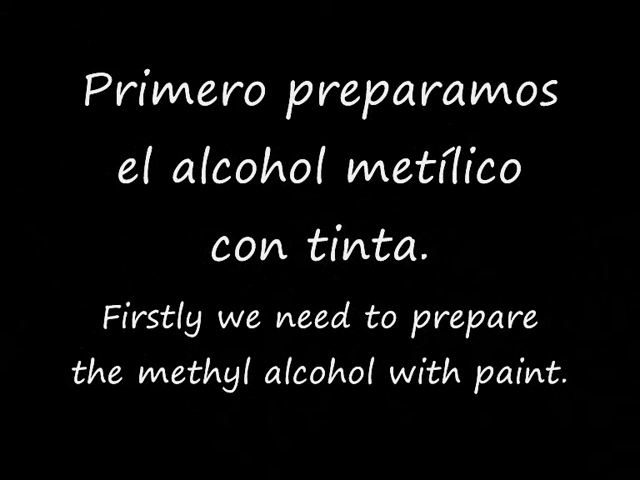 Primero preparamos
el alcohol metílico
con tinta.
Firstly we need to prepare
the methyl alcohol with paint.